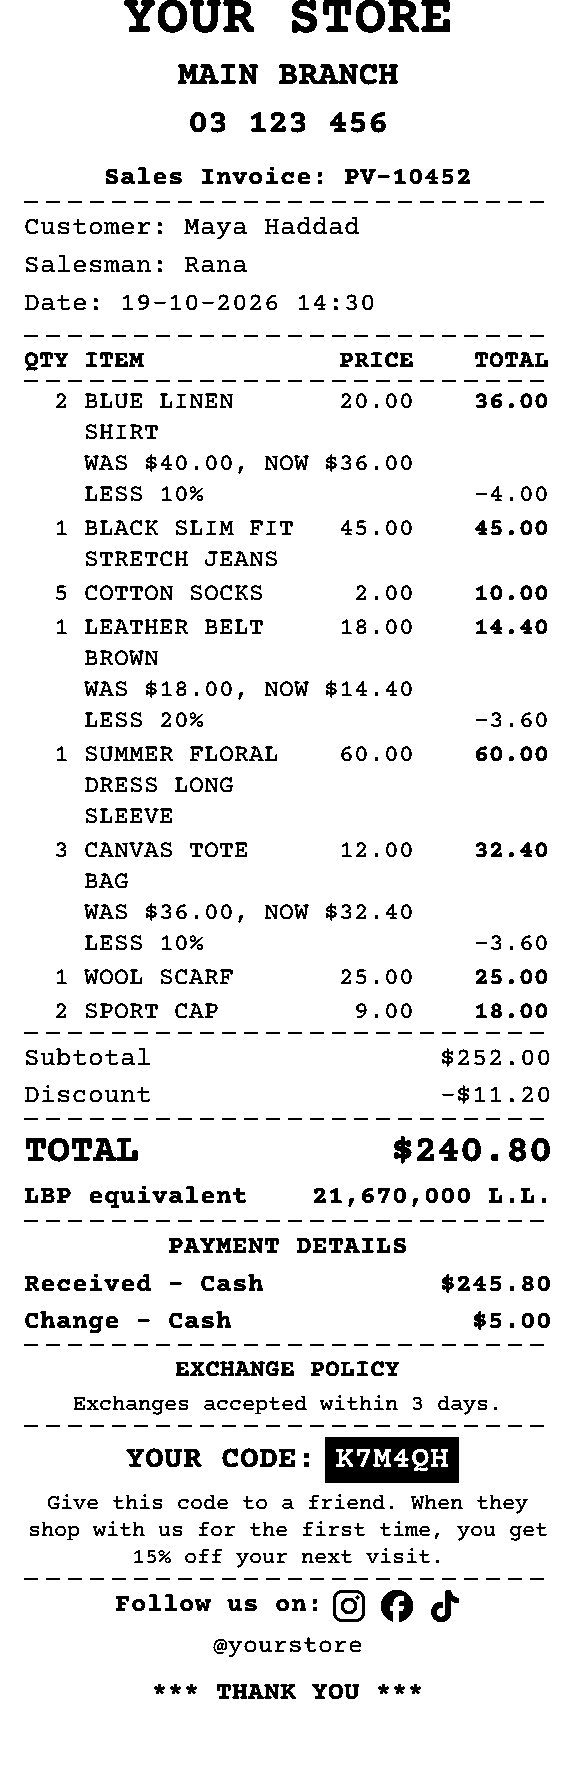 YOUR STORE
MAIN BRANCH
03 123 456
Sales Invoice: PV-10452
Customer: Maya Haddad
Salesman: Rana
Date: 19-10-2026 14:30
QTY ITEM PRICE TOTAL
2 BLUE LINEN 20.00 36.00
SHIRT
WAS $40.00, NOW $36.00
LESS 10% -4.00
1 BLACK SLIM FIT 45.00 45.00
STRETCH JEANS
5 COTTON SOCKS 2.00 10.00
1 LEATHER BELT 18.00 14.40
BROWN
WAS $18.00, NOW $14.40
LESS 20% -3.60
1 SUMMER FLORAL 60.00 60.00
DRESS LONG
SLEEVE
3 CANVAS TOTE 12.00 32.40
BAG
WAS $36.00, NOW $32.40
LESS 10% -3.60
1 WOOL SCARF 25.00 25.00
2 SPORT CAP 9.00 18.00
Subtotal $252.00
Discount -$11.20
TOTAL $240.80
LBP equivalent 21,670,000 L.L.
PAYMENT DETAILS
Received - Cash $245.80
Change - Cash $5.00
EXCHANGE POLICY
Exchanges accepted within 3 days.
YOUR CODE: K7M4QH
Give this code to a friend. When they
shop with us for the first time, you get
15% off your next visit.
Follow us on:
@yourstore
*** THANK YOU ***